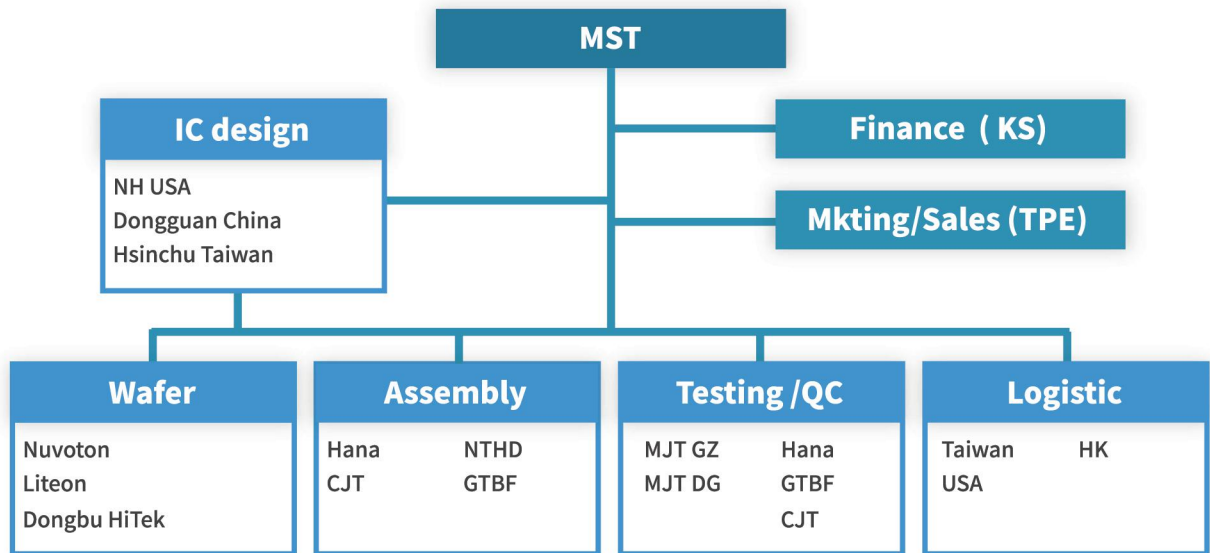 MST
IC design
NH USA
Dongguan China
Hsinchu Taiwan
Finance ( KS)
Mkting/Sales (TPE)
Wafer
Nuvoton
Liteon
Dongbu HiTek
Assembly
Hana NTHD
CJT GTBF
Testing /QC
MJT GZ Hana
MJT DG GTBF
CJT
Logistic
Taiwan HK
USA